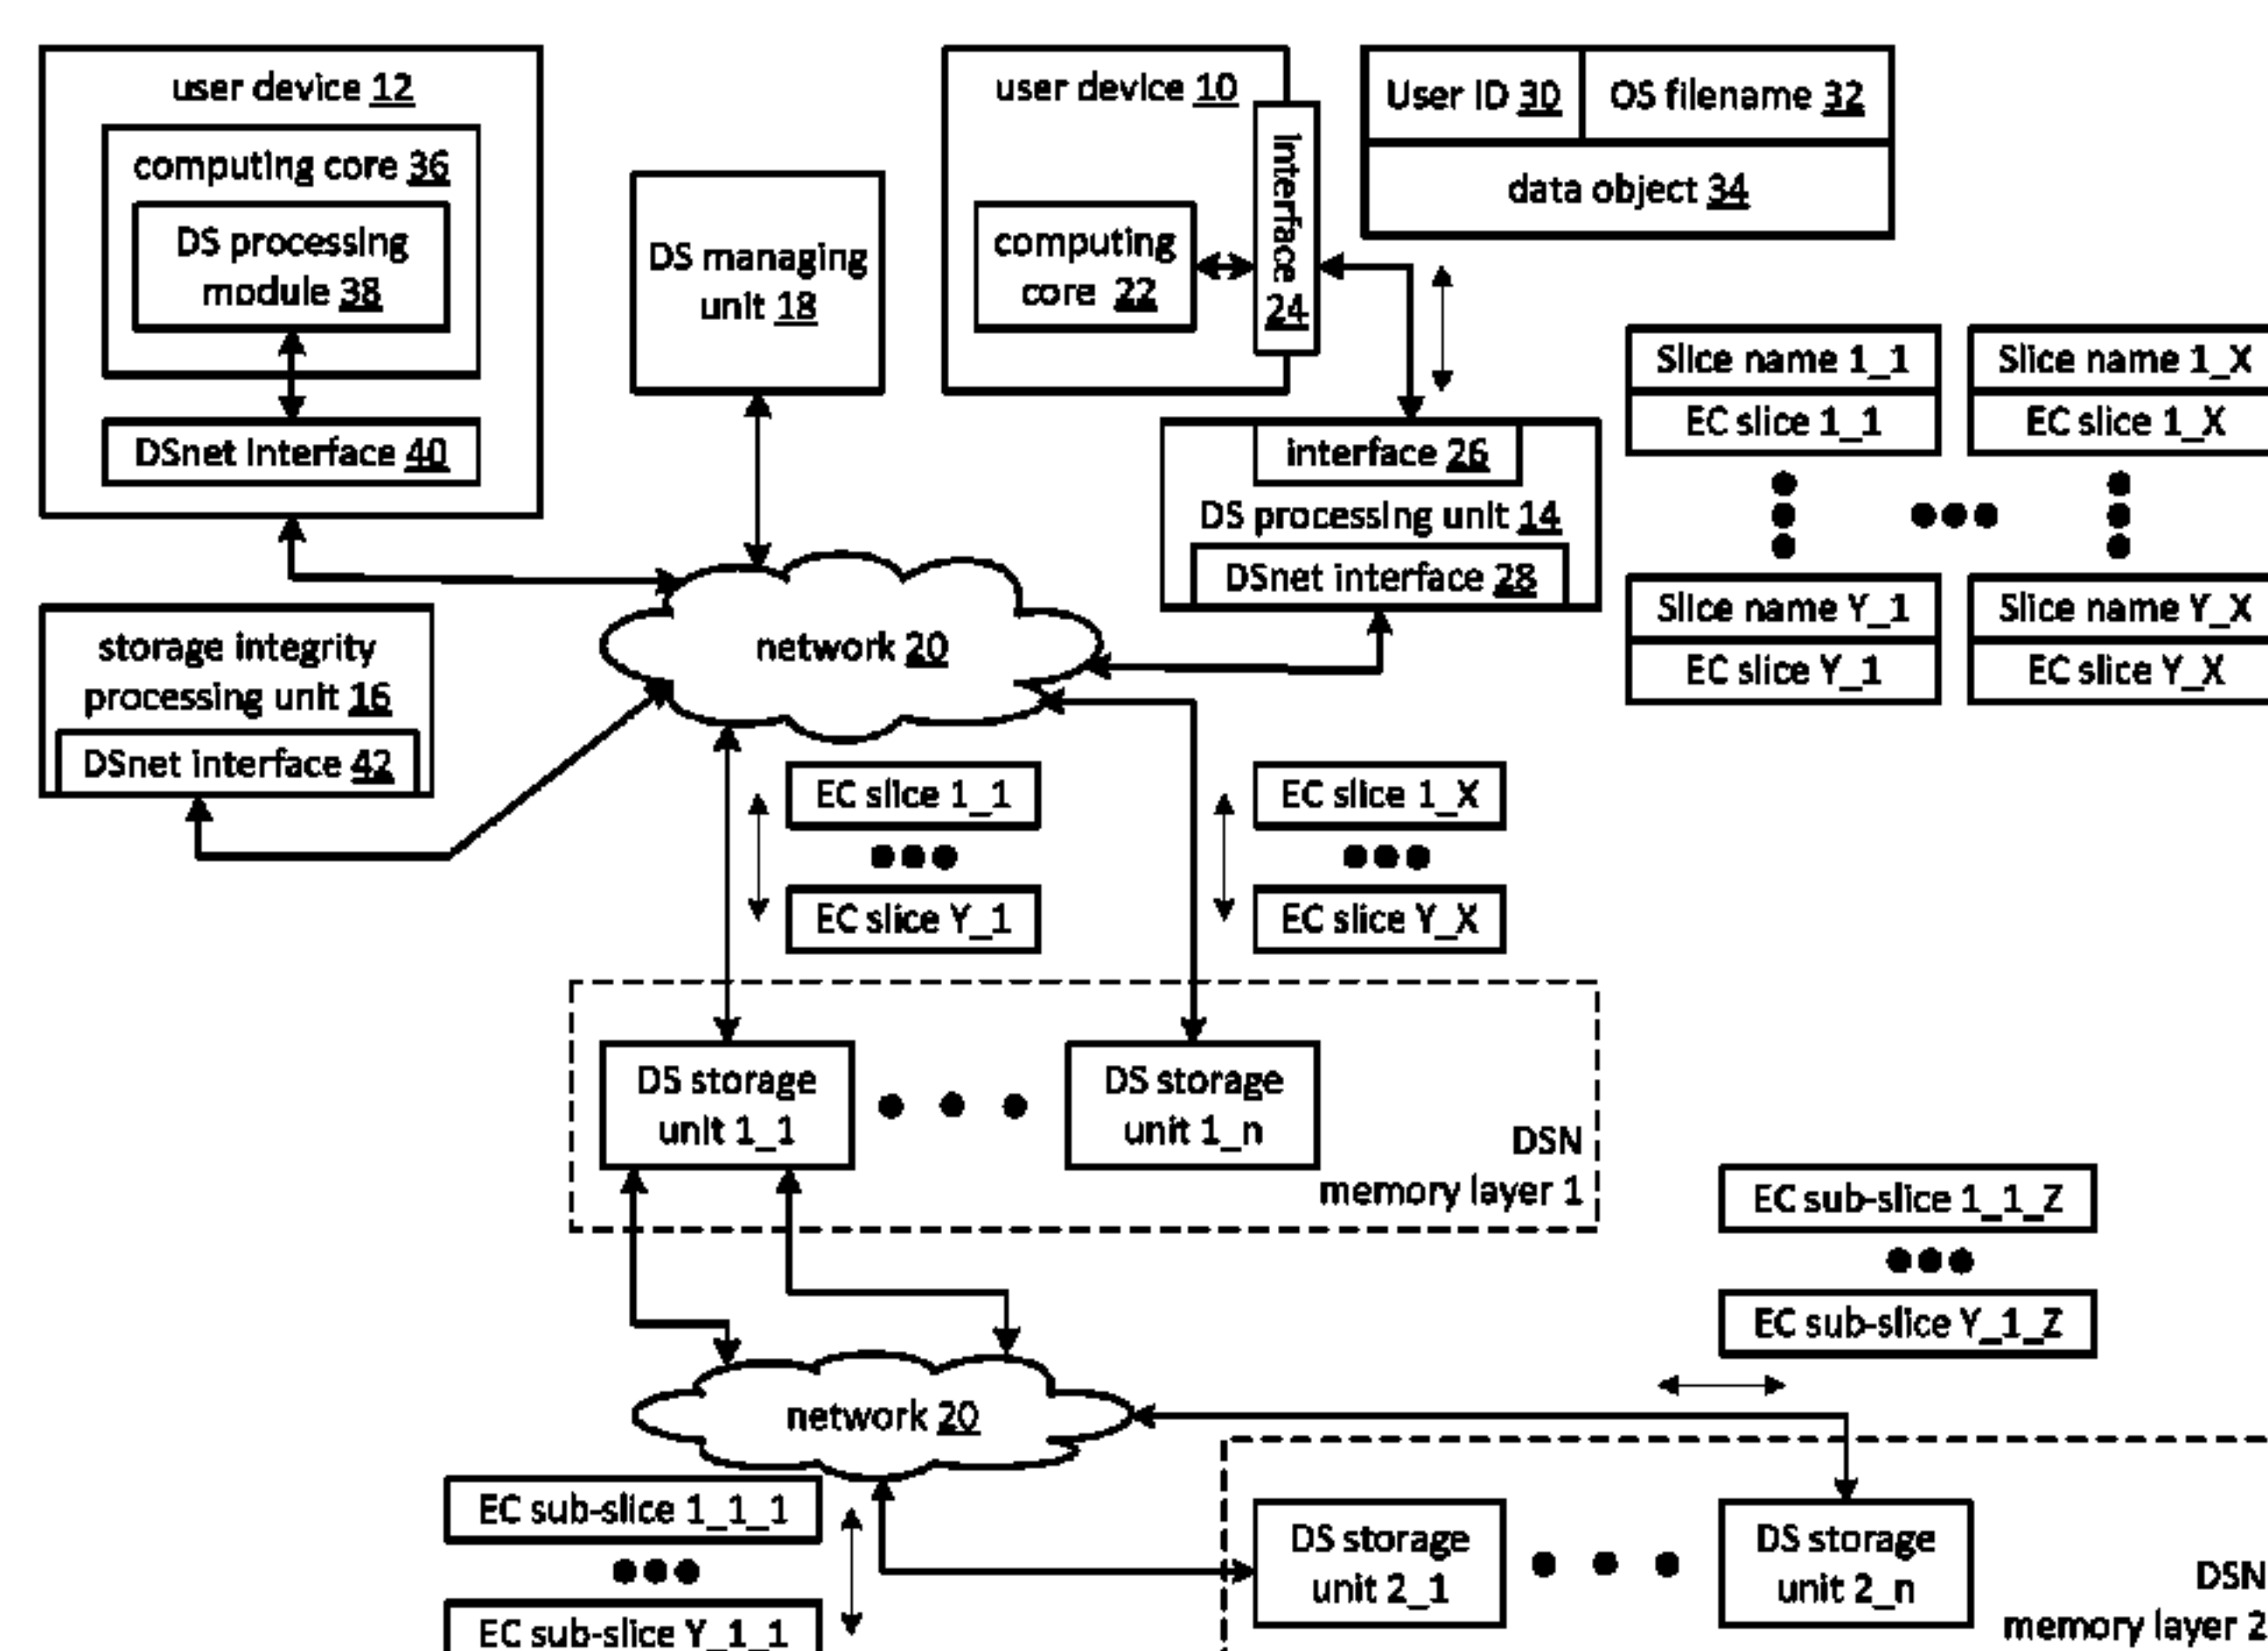 user device 12
computing core 36
DS processing
module 38
DSnet interface 40
DS managing
unit 18
user device 10
computing
core 22
interface
24
User ID 30
OS filename 32
data object 34
interface 26
DS processing unit 14
DSnet interface 28
Slice name 1_1
EC slice 1_1
Slice name 1_X
EC slice 1_X
Slice name Y_1
EC slice Y_1
Slice name Y_X
EC slice Y_X
storage integrity
processing unit 16
DSnet interface 42
network 20
EC slice 1_1
EC slice Y_1
EC slice 1_X
EC slice Y_X
DS storage
unit 1_1
DS storage
unit 1_n
DSN
memory layer 1
EC sub-slice 1_1_Z
EC sub-slice Y_1_Z
network 20
EC sub-slice 1_1_1
EC sub-slice Y_1_1
DS storage
unit 2_1
DS storage
unit 2_n
DSN
memory layer 2